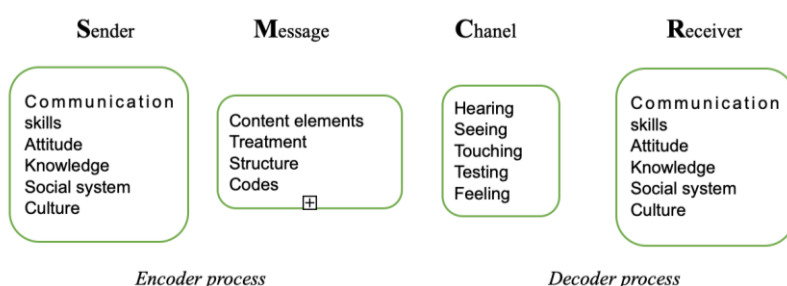 Sender
Message
Chanel
Receiver
Communication
skills
Attitude
Knowledge
Social system
Culture
Content elements
Treatment
Structure
Codes
Hearing
Seeing
Touching
Testing
Feeling
Communication
skills
Attitude
Knowledge
Social system
Culture
Encoder process
Decoder process